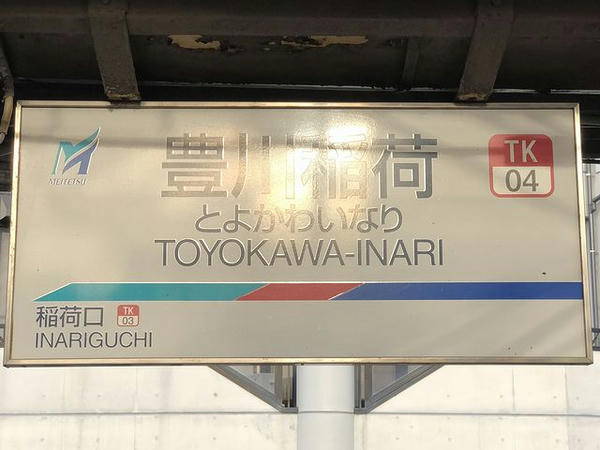 MEITETSU
豊川稲荷
TK
04
とよかわいなり
TOYOKAWA-INARI
稲荷口
TK
03
INARIGUCHI